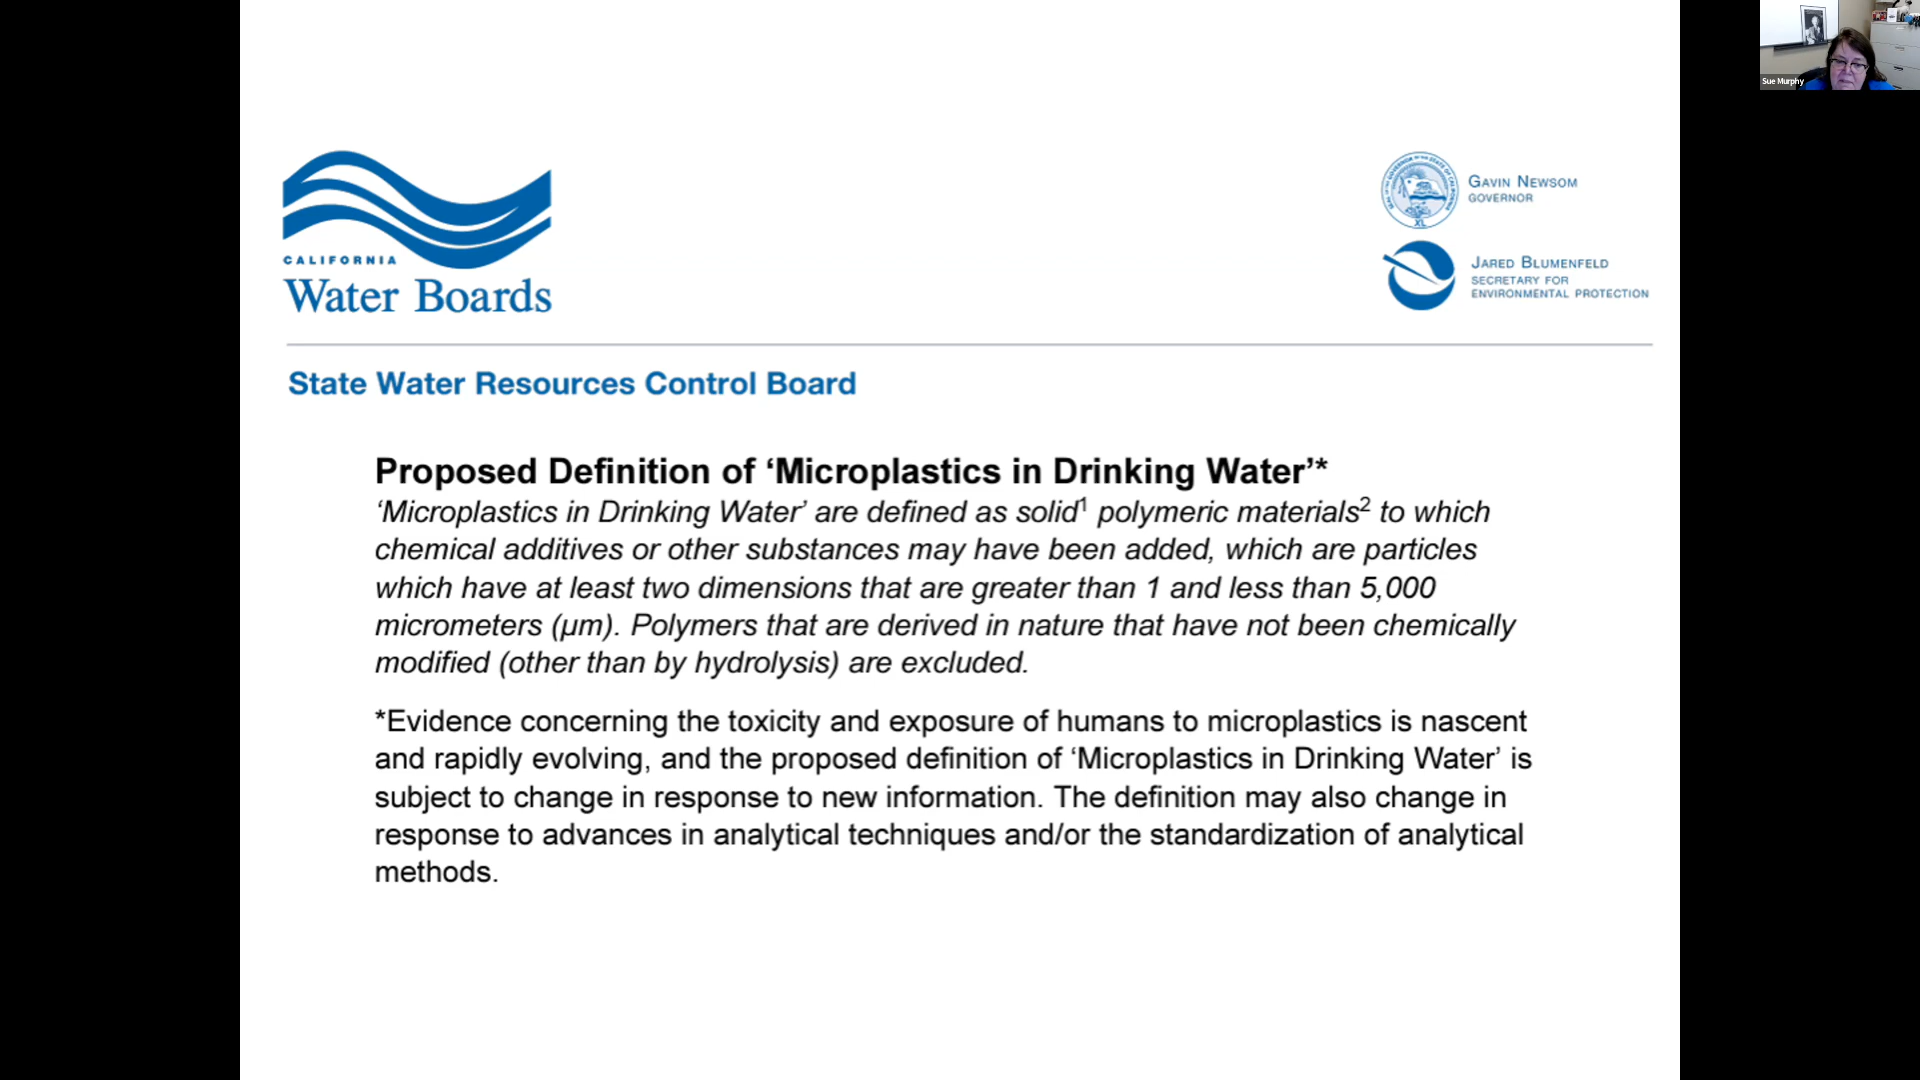 Sue Murphy
CALIFORNIA
Water Boards
GAVIN NEWSOM
GOVERNOR
JARED BLUMENFELD
SECRETARY FOR
ENVIRONMENTAL PROTECTION
State Water Resources Control Board
Proposed Definition of ‘Microplastics in Drinking Water’*
‘Microplastics in Drinking Water’ are defined as solid¹ polymeric materials² to which
chemical additives or other substances may have been added, which are particles
which have at least two dimensions that are greater than 1 and less than 5,000
micrometers (µm). Polymers that are derived in nature that have not been chemically
modified (other than by hydrolysis) are excluded.
*Evidence concerning the toxicity and exposure of humans to microplastics is nascent
and rapidly evolving, and the proposed definition of ‘Microplastics in Drinking Water’ is
subject to change in response to new information. The definition may also change in
response to advances in analytical techniques and/or the standardization of analytical
methods.